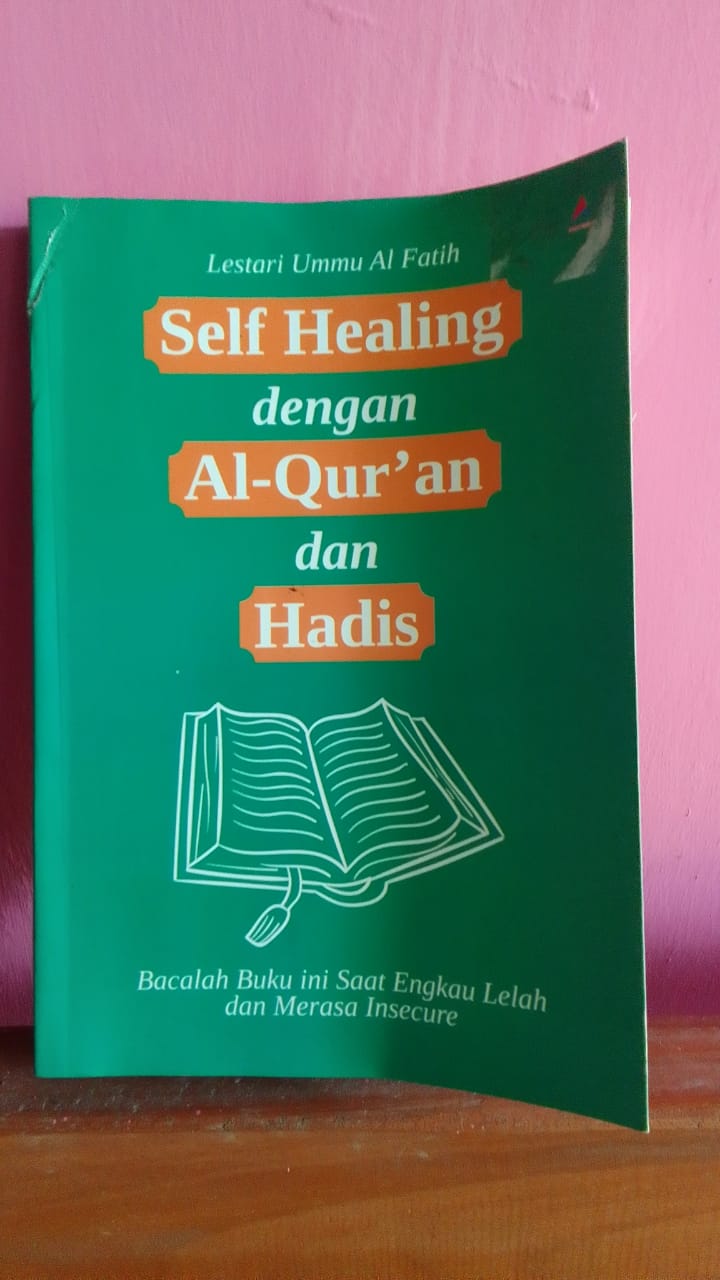 Lestari Ummu Al Fatih
Self Healing
dengan
Al-Qur'an
dan
Hadis
Bacalah Buku ini Saat Engkau Lelah
dan Merasa Insecure